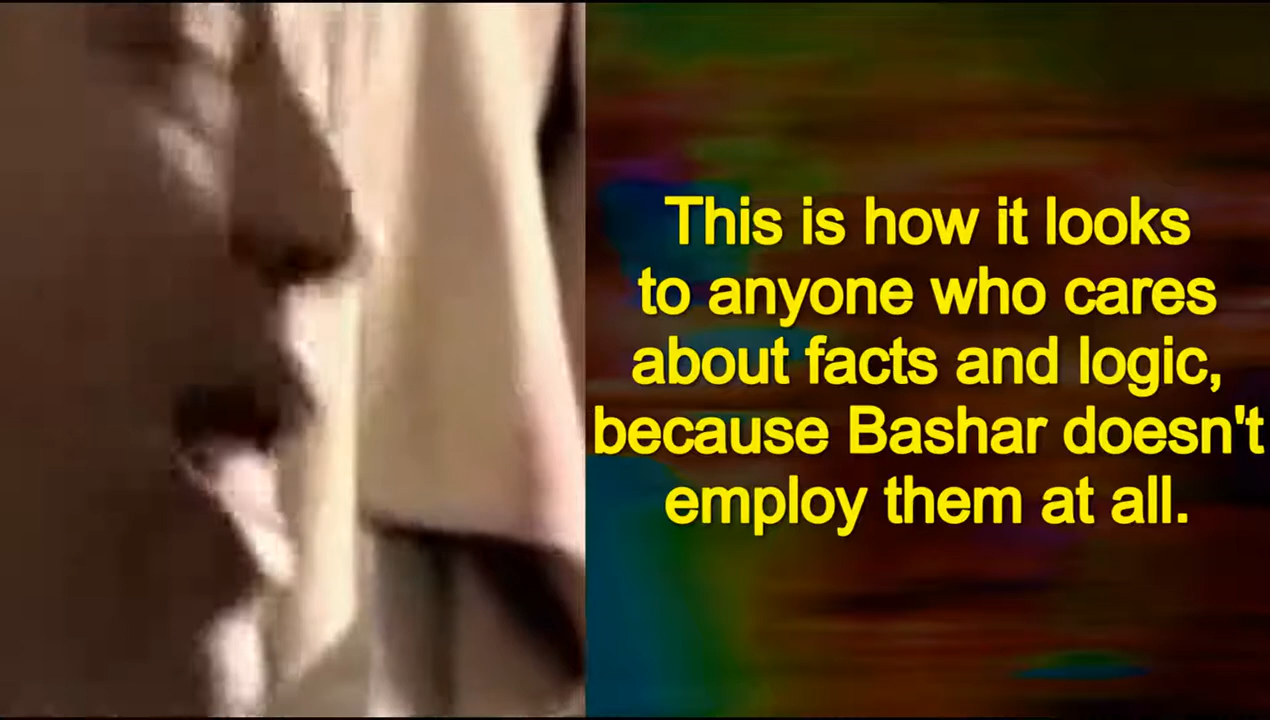 This is how it looks
to anyone who cares
about facts and logic,
because Bashar doesn't
employ them at all.